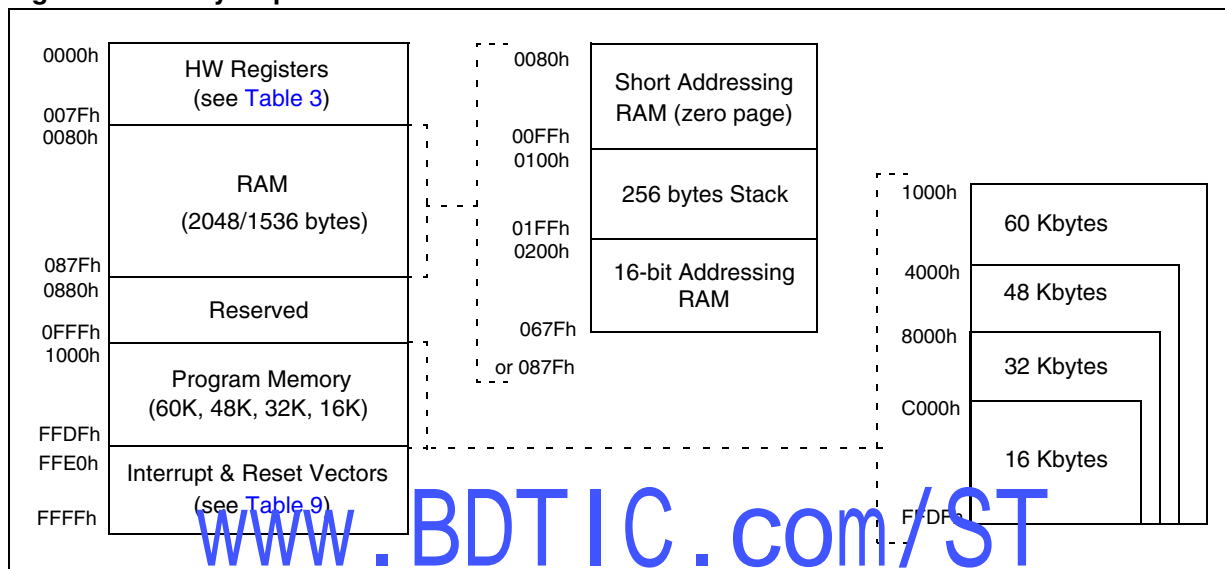 0000h
HW Registers
(see Table 3)
007Fh
0080h
RAM
(2048/1536 bytes)
087Fh
0880h
Reserved
0FFFh
1000h
Program Memory
(60K, 48K, 32K, 16K)
FFDFh
FFE0h
Interrupt & Reset Vectors
(see Table 9)
FFFFh
0080h
Short Addressing
RAM (zero page)
00FFh
0100h
256 bytes Stack
01FFh
0200h
16-bit Addressing
RAM
067Fh
or 087Fh
1000h
60 Kbytes
4000h
48 Kbytes
8000h
32 Kbytes
C000h
16 Kbytes
FFDFh
www.BDTIC.com/ST